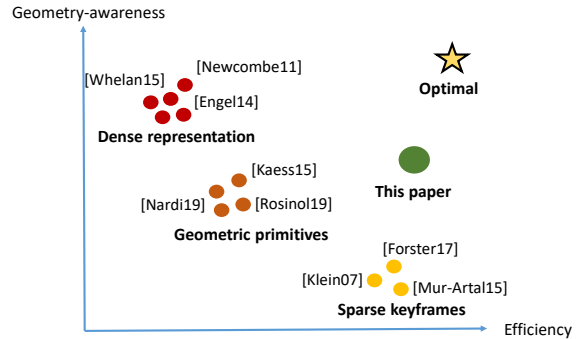 Geometry-awareness
[Newcombe11]
[Whelan15]
[Engel14]
Dense representation
Optimal
[Kaess15]
This paper
[Nardi19]
[Rosinol19]
Geometric primitives
[Forster17]
[Klein07]
[Mur-Artal15]
Sparse keyframes
Efficiency